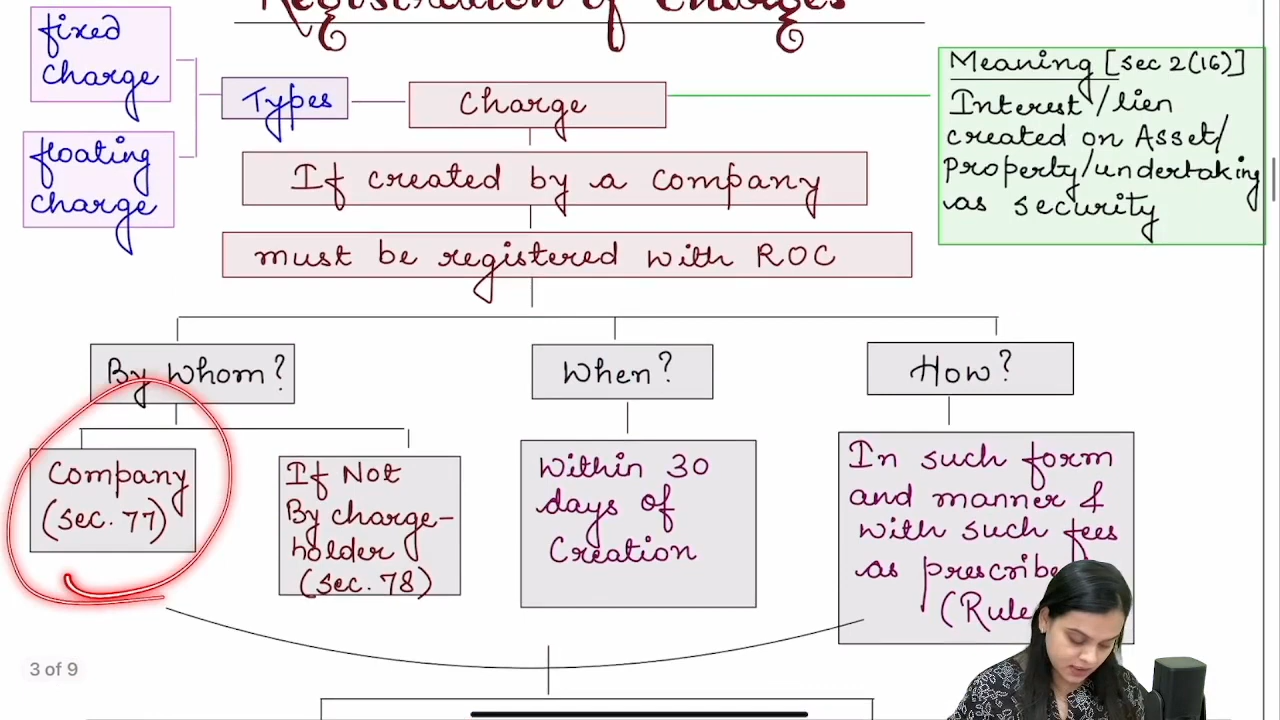 Registration of Charges
fixed
charge
floating
charge
Types
Charge
Meaning [sec 2(16)]
Interest/lien
created on Asset/
Property/undertaking
as security
If created by a company
must be registered with ROC
By whom?
When?
How?
Company
(sec. 77)
If Not
By charge-
holder
(sec. 78)
Within 30
days of
Creation
In such form
and manner &
with such fees
as
(Rule
3 of 9